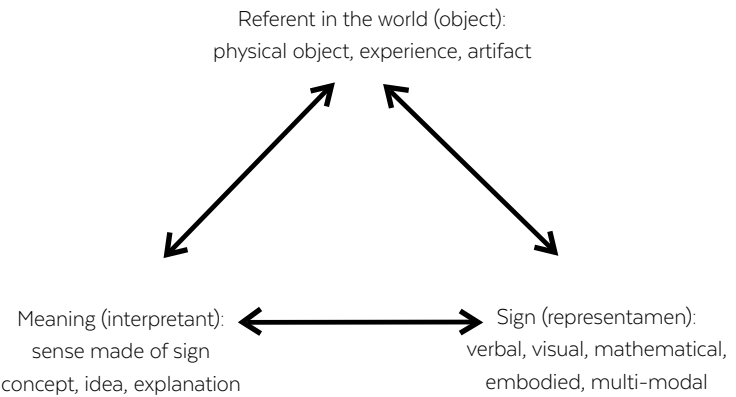 Referent in the world (object):
physical object, experience, artifact
Meaning (interpretant):
sense made of sign
concept, idea, explanation
Sign (representamen):
verbal, visual, mathematical,
embodied, multi-modal